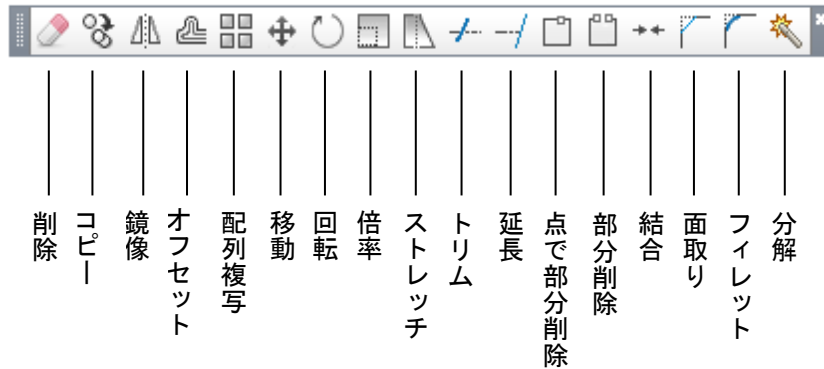 削除
コピー
鏡像
オフセット
配列複写
移動
回転
倍率
ストレッチ
トリム
延長
点で部分削除
部分削除
結合
面取り
フィレット
分解